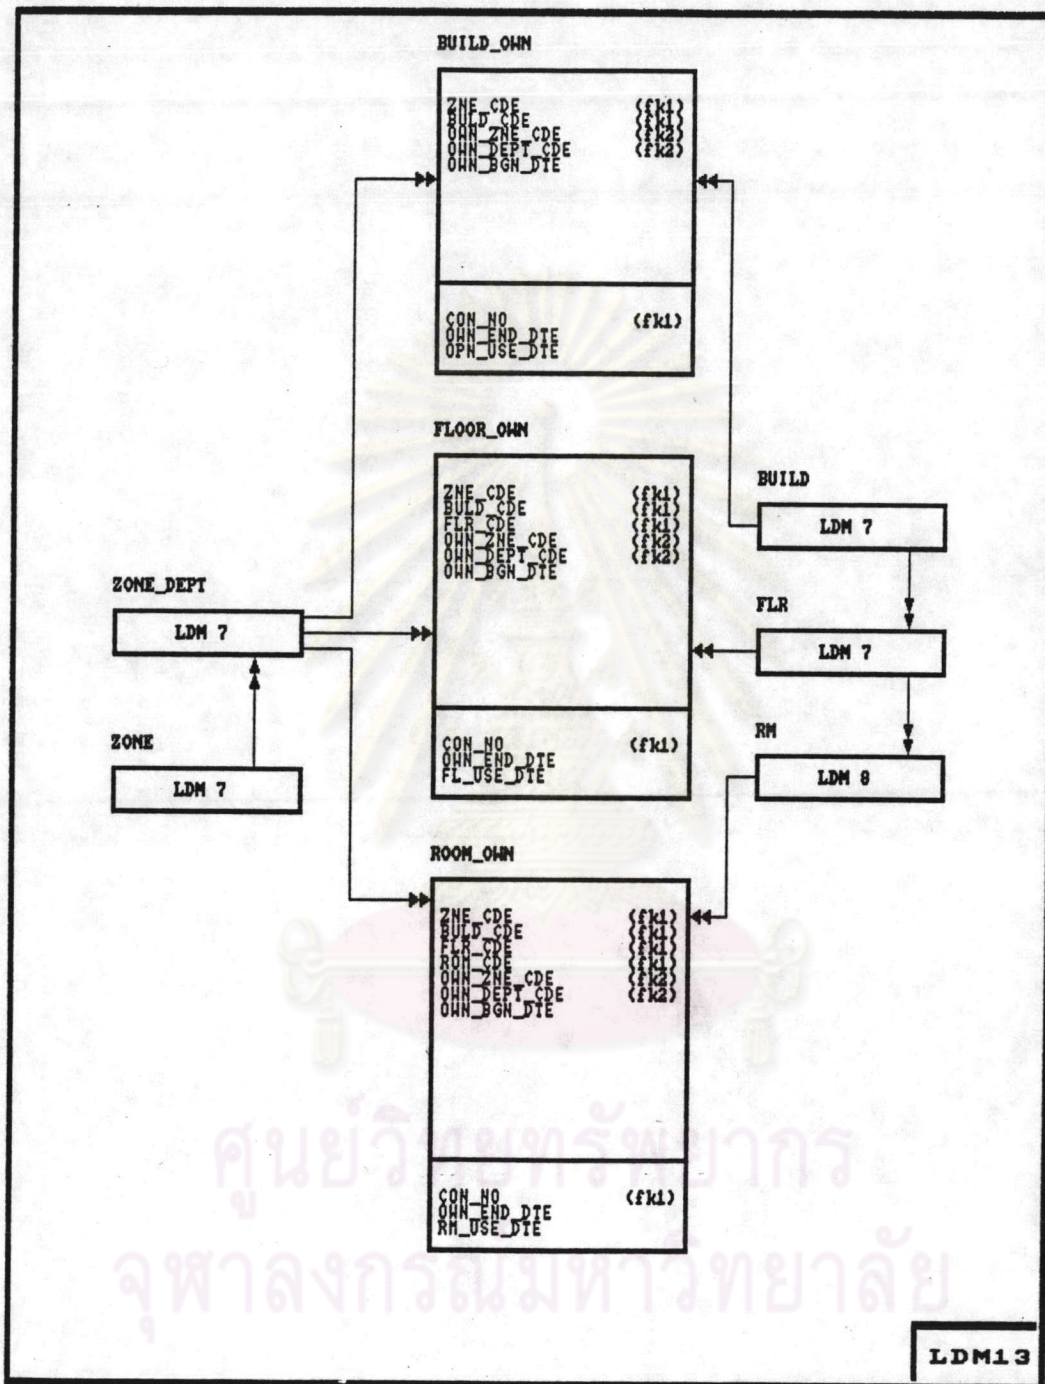 BUILD_OWN
ZNE_CDE (fk1)
BULD_CDE (fk1)
OWN_ZNE_CDE (fk2)
OWN_DEPT_CDE (fk2)
OWN_BGN_DTE
CON_NO (fk1)
OWN_END_DTE
OPN_USE_DTE
FLOOR_OWN
ZNE_CDE (fk1)
BULD_CDE (fk1)
FLR_CDE (fk1)
OWN_ZNE_CDE (fk2)
OWN_DEPT_CDE (fk2)
OWN_BGN_DTE
CON_NO (fk1)
OWN_END_DTE
FL_USE_DTE
BUILD
LDM 7
ZONE_DEPT
LDM 7
FLR
LDM 7
ZONE
LDM 7
RM
LDM 8
ROOM_OWN
ZNE_CDE (fk1)
BULD_CDE (fk1)
FLR_CDE (fk1)
ROM_CDE (fk1)
OWN_ZNE_CDE (fk2)
OWN_DEPT_CDE (fk2)
OWN_BGN_DTE
CON_NO (fk1)
OWN_END_DTE
RM_USE_DTE
ศูนย์วิทยทรัพยากร
จุฬาลงกรณ์มหาวิทยาลัย
LDM13